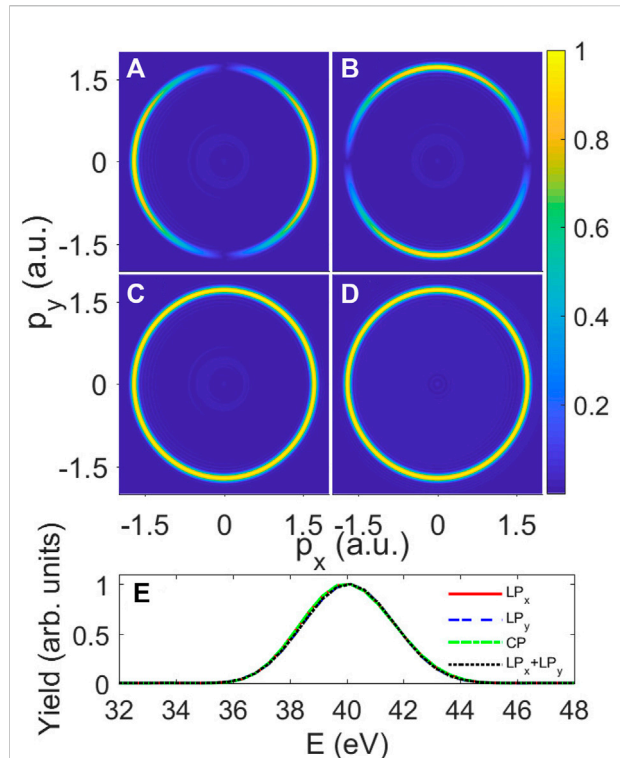 A
B
1
1.5
0.8
0
-1.5
0.6
p_y (a.u.)
C
D
1.5
0.4
0
0.2
-1.5
-1.5 0 1.5 -1.5 0 1.5
p_x (a.u.)
E
Yield (arb. units)
1
0.5
0
LP_x
LP_y
CP
LP_x+LP_y
32 34 36 38 40 42 44 46 48
E (eV)